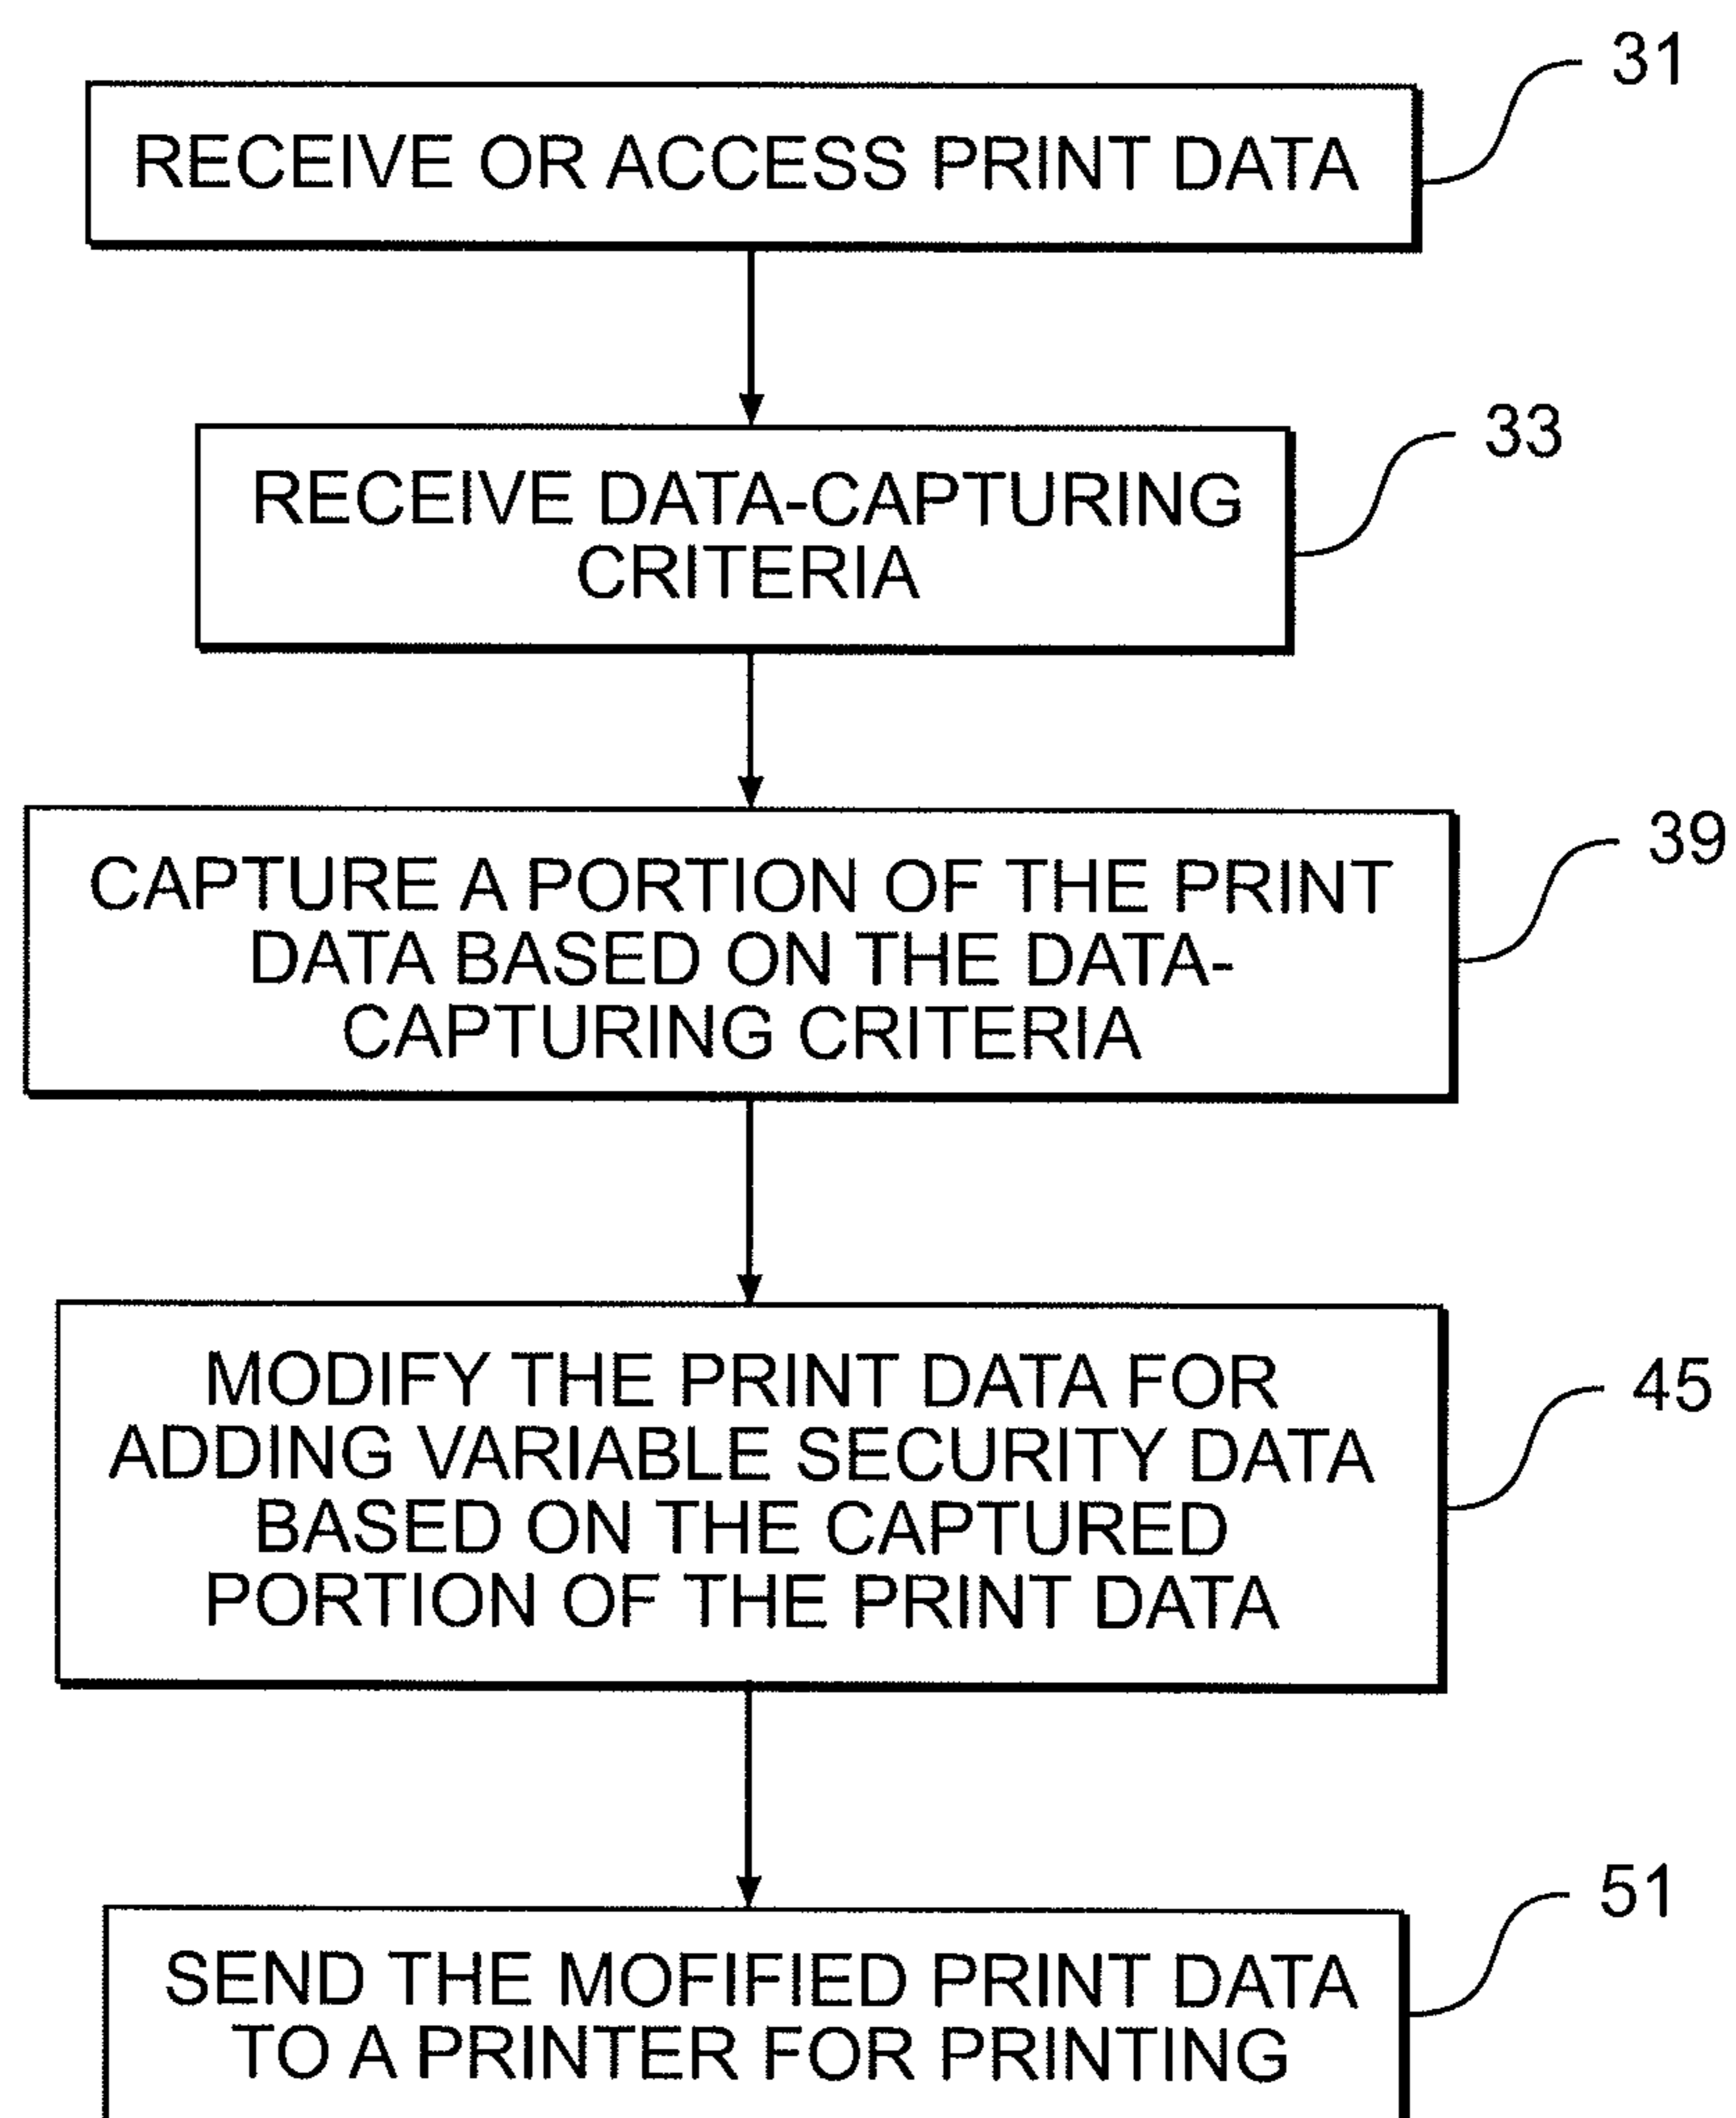 31
RECEIVE OR ACCESS PRINT DATA
33
RECEIVE DATA-CAPTURING
CRITERIA
39
CAPTURE A PORTION OF THE PRINT
DATA BASED ON THE DATA-
CAPTURING CRITERIA
45
MODIFY THE PRINT DATA FOR
ADDING VARIABLE SECURITY DATA
BASED ON THE CAPTURED
PORTION OF THE PRINT DATA
51
SEND THE MOFIFIED PRINT DATA
TO A PRINTER FOR PRINTING